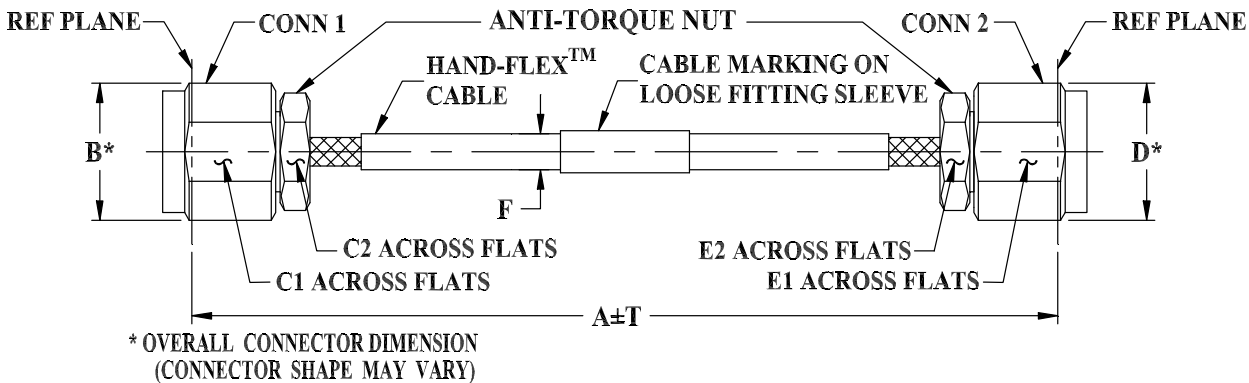 REF PLANE
CONN 1
ANTI-TORQUE NUT
CONN 2
REF PLANE
HAND-FLEX™
CABLE
CABLE MARKING ON
LOOSE FITTING SLEEVE
B*
D*
F
C2 ACROSS FLATS
E2 ACROSS FLATS
C1 ACROSS FLATS
E1 ACROSS FLATS
A±T
* OVERALL CONNECTOR DIMENSION
(CONNECTOR SHAPE MAY VARY)